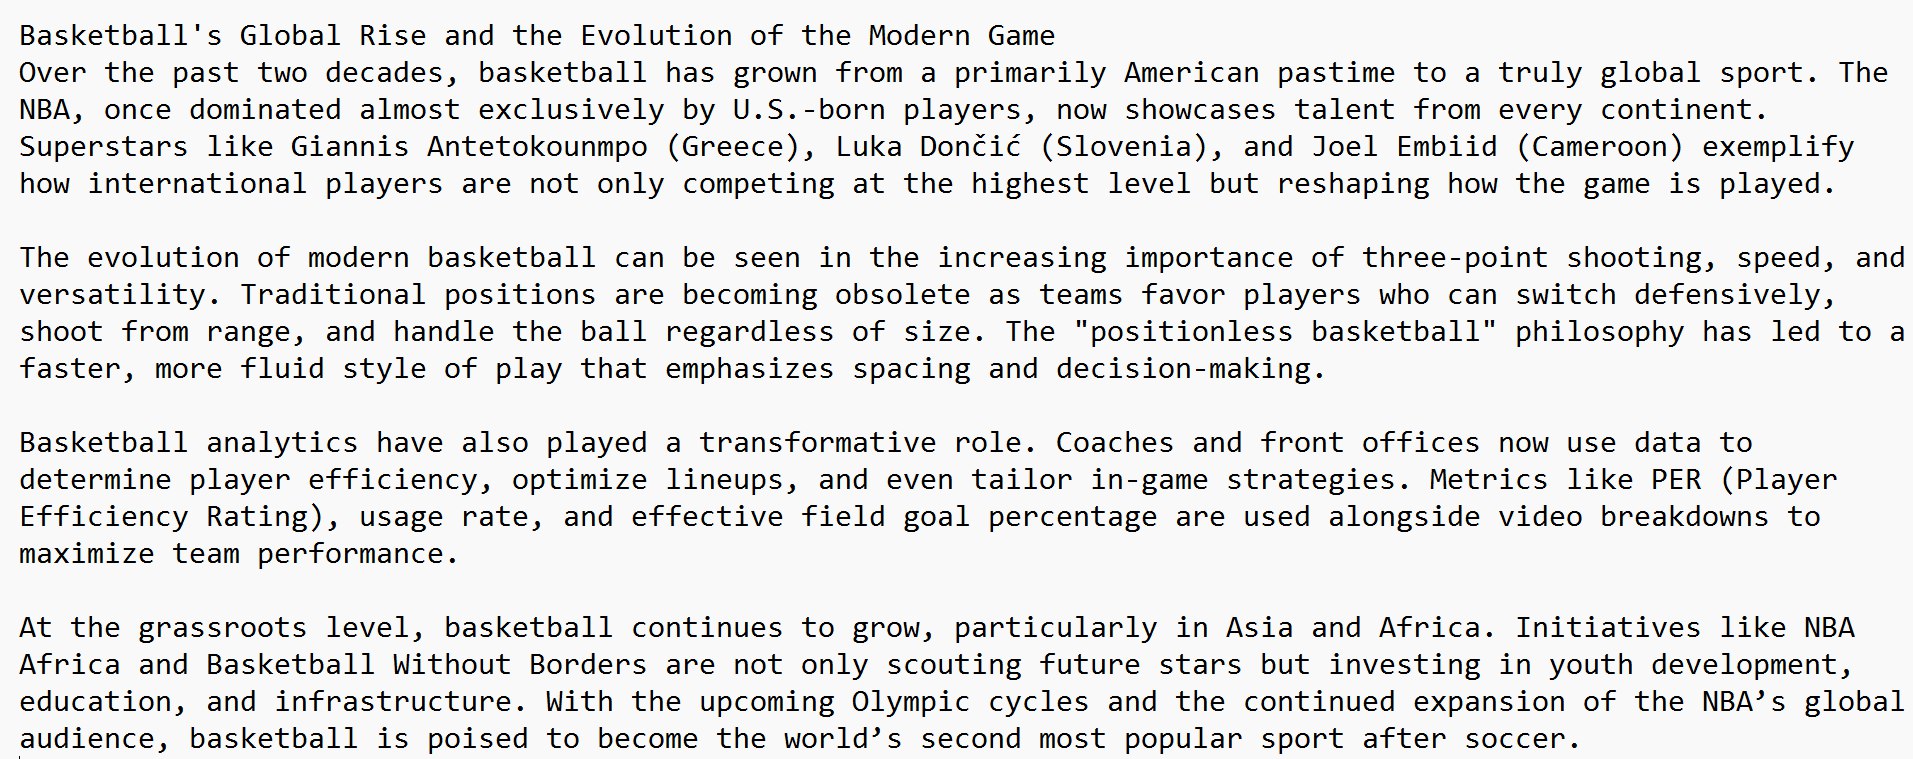 Basketball's Global Rise and the Evolution of the Modern Game
Over the past two decades, basketball has grown from a primarily American pastime to a truly global sport. The
NBA, once dominated almost exclusively by U.S.-born players, now showcases talent from every continent.
Superstars like Giannis Antetokounmpo (Greece), Luka Dončić (Slovenia), and Joel Embiid (Cameroon) exemplify
how international players are not only competing at the highest level but reshaping how the game is played.

The evolution of modern basketball can be seen in the increasing importance of three-point shooting, speed, and
versatility. Traditional positions are becoming obsolete as teams favor players who can switch defensively,
shoot from range, and handle the ball regardless of size. The "positionless basketball" philosophy has led to a
faster, more fluid style of play that emphasizes spacing and decision-making.

Basketball analytics have also played a transformative role. Coaches and front offices now use data to
determine player efficiency, optimize lineups, and even tailor in-game strategies. Metrics like PER (Player
Efficiency Rating), usage rate, and effective field goal percentage are used alongside video breakdowns to
maximize team performance.

At the grassroots level, basketball continues to grow, particularly in Asia and Africa. Initiatives like NBA
Africa and Basketball Without Borders are not only scouting future stars but investing in youth development,
education, and infrastructure. With the upcoming Olympic cycles and the continued expansion of the NBA’s global
audience, basketball is poised to become the world’s second most popular sport after soccer.